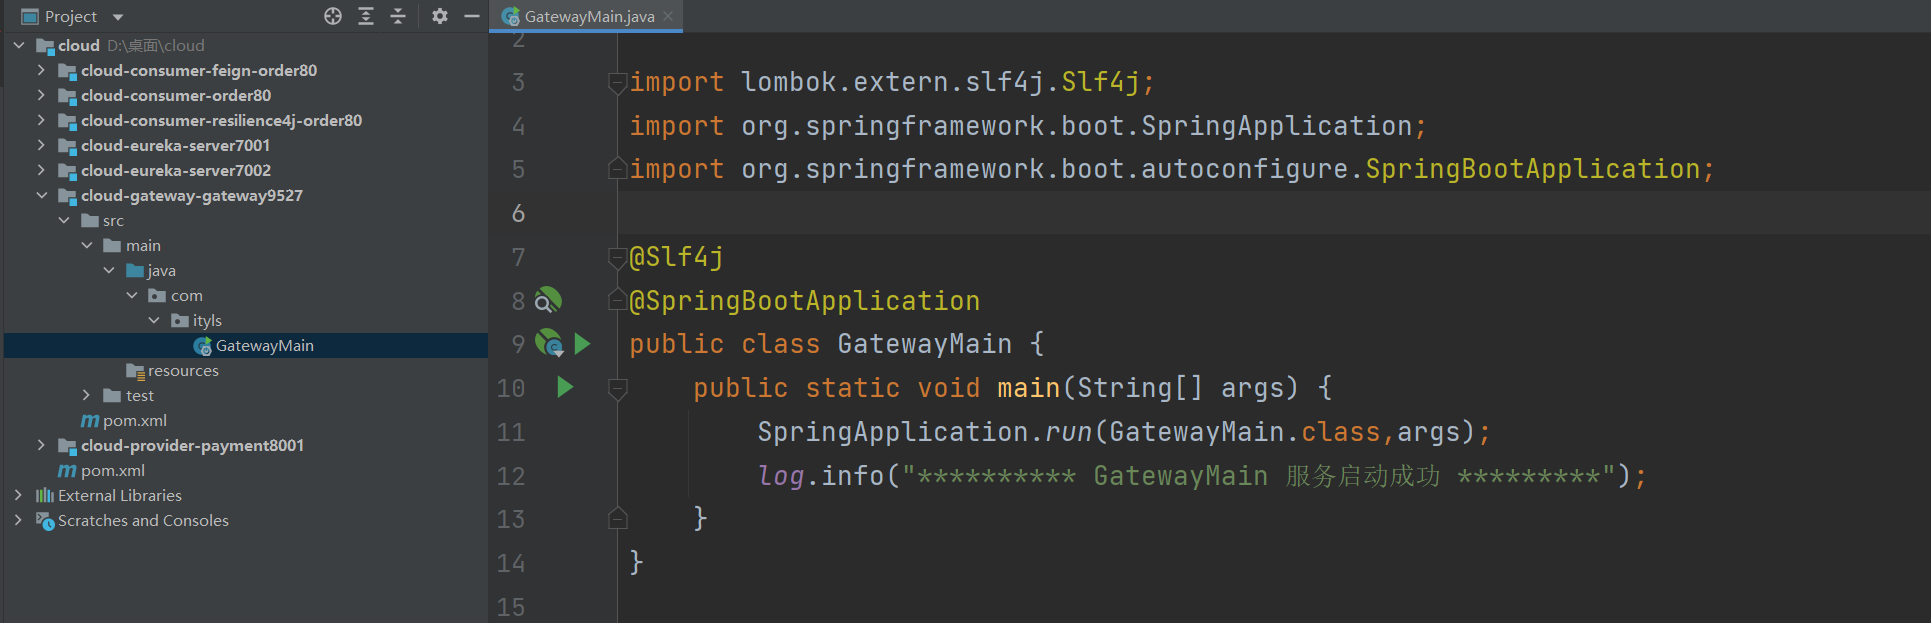 Project
cloud D:\桌面\cloud
cloud-consumer-feign-order80
cloud-consumer-order80
cloud-consumer-resilience4j-order80
cloud-eureka-server7001
cloud-eureka-server7002
cloud-gateway-gateway9527
src
main
java
com
ityls
GatewayMain
resources
test
pom.xml
cloud-provider-payment8001
pom.xml
External Libraries
Scratches and Consoles
GatewayMain.java
2
3 import lombok.extern.slf4j.Slf4j;
4 import org.springframework.boot.SpringApplication;
5 import org.springframework.boot.autoconfigure.SpringBootApplication;
6
7 @Slf4j
8 @SpringBootApplication
9 public class GatewayMain {
10 public static void main(String[] args) {
11 SpringApplication.run(GatewayMain.class,args);
12 log.info("********** GatewayMain 服务启动成功 *********");
13 }
14 }
15